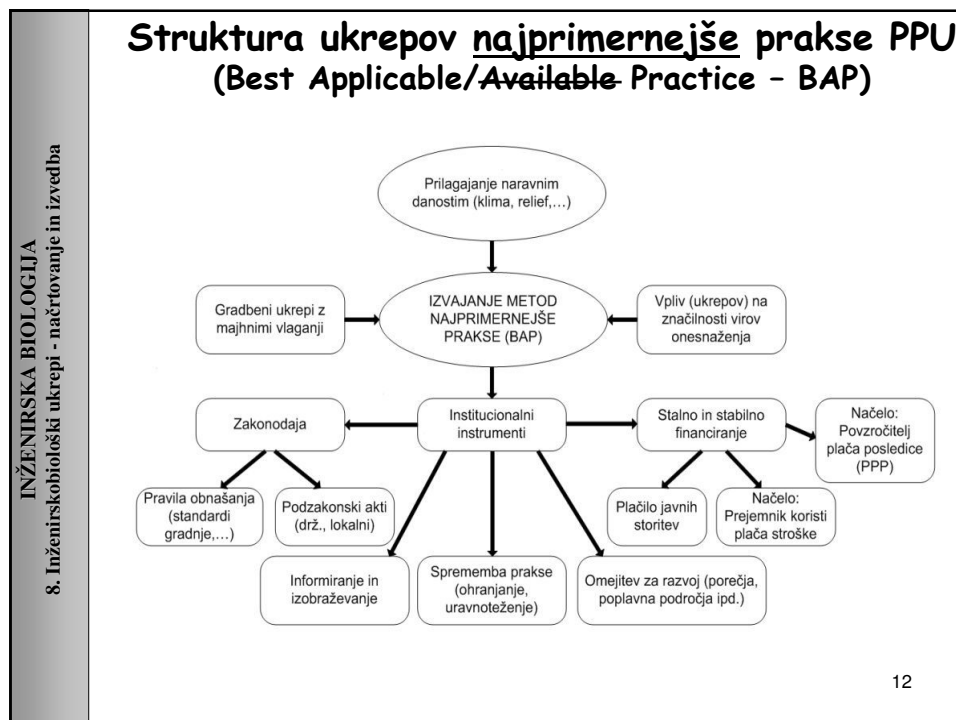 Struktura ukrepov najprimernejše prakse PPU
(Best Applicable/Available Practice – BAP)
INŽENIRSKA BIOLOGIJA
8. Inženirskobiološki ukrepi - načrtovanje in izvedba
Prilagajanje naravnim
danostim (klima, relief,...)
Gradbeni ukrepi z
majhnimi vlaganji
IZVAJANJE METOD
NAJPRIMERNEJŠE
PRAKSE (BAP)
Vpliv (ukrepov) na
značilnosti virov
onesnaženja
Zakonodaja
Institucionalni
instrumenti
Stalno in stabilno
financiranje
Načelo:
Povzročitelj
plača posledice
(PPP)
Pravila obnašanja
(standardi
gradnje,...)
Podzakonski akti
(drž., lokalni)
Plačilo javnih
storitev
Načelo:
Prejemnik koristi
plača stroške
Informiranje in
izobraževanje
Sprememba prakse
(ohranjanje,
uravnoteženje)
Omejitev za razvoj (porečja,
poplavna področja ipd.)
12